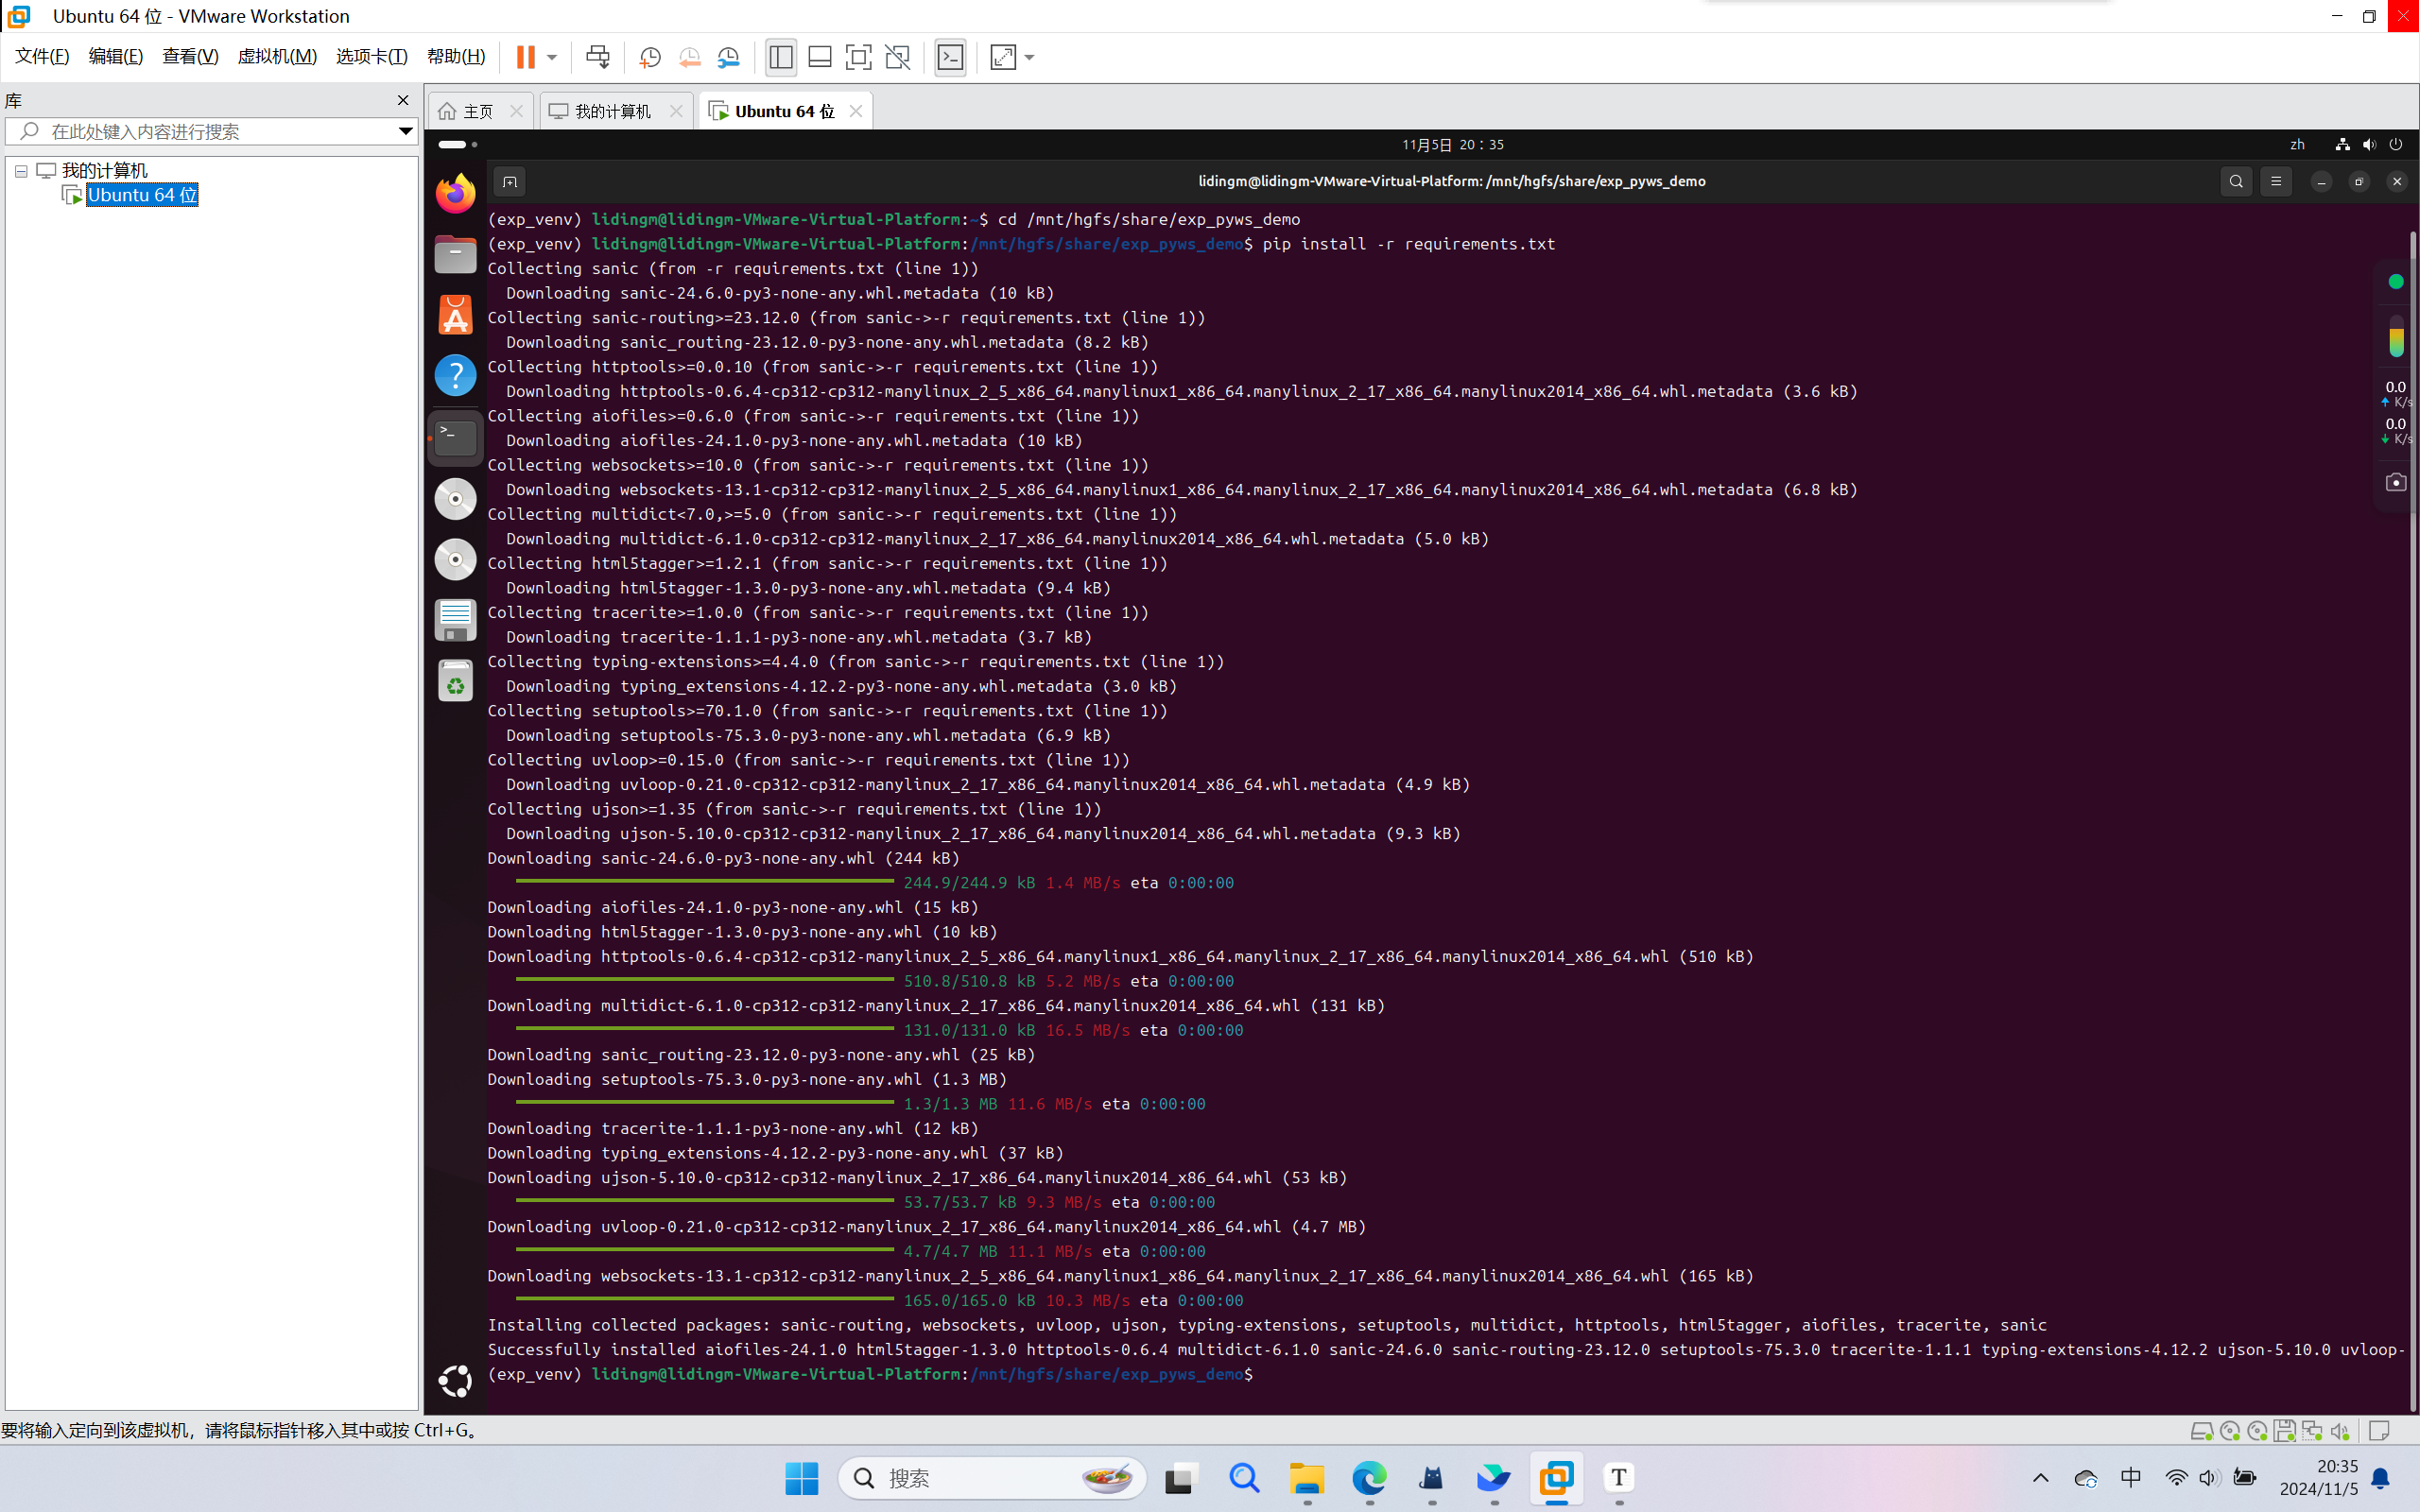 Ubuntu 64 位 - VMware Workstation
文件(F) 编辑(E) 查看(V) 虚拟机(M) 选项卡(T) 帮助(H)
库
在此处键入内容进行搜索
我的计算机
Ubuntu 64 位
主页 我的计算机 Ubuntu 64 位
11月5日 20：35
zh
lidingm@lidingm-VMware-Virtual-Platform: /mnt/hgfs/share/exp_pyws_demo
(exp_venv) lidingm@lidingm-VMware-Virtual-Platform:~$ cd /mnt/hgfs/share/exp_pyws_demo
(exp_venv) lidingm@lidingm-VMware-Virtual-Platform:/mnt/hgfs/share/exp_pyws_demo$ pip install -r requirements.txt
Collecting sanic (from -r requirements.txt (line 1))
Downloading sanic-24.6.0-py3-none-any.whl.metadata (10 kB)
Collecting sanic-routing>=23.12.0 (from sanic->-r requirements.txt (line 1))
Downloading sanic_routing-23.12.0-py3-none-any.whl.metadata (8.2 kB)
Collecting httptools>=0.0.10 (from sanic->-r requirements.txt (line 1))
Downloading httptools-0.6.4-cp312-cp312-manylinux_2_5_x86_64.manylinux1_x86_64.manylinux_2_17_x86_64.manylinux2014_x86_64.whl.metadata (3.6 kB)
Collecting aiofiles>=0.6.0 (from sanic->-r requirements.txt (line 1))
Downloading aiofiles-24.1.0-py3-none-any.whl.metadata (10 kB)
Collecting websockets>=10.0 (from sanic->-r requirements.txt (line 1))
Downloading websockets-13.1-cp312-cp312-manylinux_2_5_x86_64.manylinux1_x86_64.manylinux_2_17_x86_64.manylinux2014_x86_64.whl.metadata (6.8 kB)
Collecting multidict<7.0,>=5.0 (from sanic->-r requirements.txt (line 1))
Downloading multidict-6.1.0-cp312-cp312-manylinux_2_17_x86_64.manylinux2014_x86_64.whl.metadata (5.0 kB)
Collecting html5tagger>=1.2.1 (from sanic->-r requirements.txt (line 1))
Downloading html5tagger-1.3.0-py3-none-any.whl.metadata (9.4 kB)
Collecting tracerite>=1.0.0 (from sanic->-r requirements.txt (line 1))
Downloading tracerite-1.1.1-py3-none-any.whl.metadata (3.7 kB)
Collecting typing-extensions>=4.4.0 (from sanic->-r requirements.txt (line 1))
Downloading typing_extensions-4.12.2-py3-none-any.whl.metadata (3.0 kB)
Collecting setuptools>=70.1.0 (from sanic->-r requirements.txt (line 1))
Downloading setuptools-75.3.0-py3-none-any.whl.metadata (6.9 kB)
Collecting uvloop>=0.15.0 (from sanic->-r requirements.txt (line 1))
Downloading uvloop-0.21.0-cp312-cp312-manylinux_2_17_x86_64.manylinux2014_x86_64.whl.metadata (4.9 kB)
Collecting ujson>=1.35 (from sanic->-r requirements.txt (line 1))
Downloading ujson-5.10.0-cp312-cp312-manylinux_2_17_x86_64.manylinux2014_x86_64.whl.metadata (9.3 kB)
Downloading sanic-24.6.0-py3-none-any.whl (244 kB)
244.9/244.9 kB 1.4 MB/s eta 0:00:00
Downloading aiofiles-24.1.0-py3-none-any.whl (15 kB)
Downloading html5tagger-1.3.0-py3-none-any.whl (10 kB)
Downloading httptools-0.6.4-cp312-cp312-manylinux_2_5_x86_64.manylinux1_x86_64.manylinux_2_17_x86_64.manylinux2014_x86_64.whl (510 kB)
510.8/510.8 kB 5.2 MB/s eta 0:00:00
Downloading multidict-6.1.0-cp312-cp312-manylinux_2_17_x86_64.manylinux2014_x86_64.whl (131 kB)
131.0/131.0 kB 16.5 MB/s eta 0:00:00
Downloading sanic_routing-23.12.0-py3-none-any.whl (25 kB)
Downloading setuptools-75.3.0-py3-none-any.whl (1.3 MB)
1.3/1.3 MB 11.6 MB/s eta 0:00:00
Downloading tracerite-1.1.1-py3-none-any.whl (12 kB)
Downloading typing_extensions-4.12.2-py3-none-any.whl (37 kB)
Downloading ujson-5.10.0-cp312-cp312-manylinux_2_17_x86_64.manylinux2014_x86_64.whl (53 kB)
53.7/53.7 kB 9.3 MB/s eta 0:00:00
Downloading uvloop-0.21.0-cp312-cp312-manylinux_2_17_x86_64.manylinux2014_x86_64.whl (4.7 MB)
4.7/4.7 MB 11.1 MB/s eta 0:00:00
Downloading websockets-13.1-cp312-cp312-manylinux_2_5_x86_64.manylinux1_x86_64.manylinux_2_17_x86_64.manylinux2014_x86_64.whl (165 kB)
165.0/165.0 kB 10.3 MB/s eta 0:00:00
Installing collected packages: sanic-routing, websockets, uvloop, ujson, typing-extensions, setuptools, multidict, httptools, html5tagger, aiofiles, tracerite, sanic
Successfully installed aiofiles-24.1.0 html5tagger-1.3.0 httptools-0.6.4 multidict-6.1.0 sanic-24.6.0 sanic-routing-23.12.0 setuptools-75.3.0 tracerite-1.1.1 typing-extensions-4.12.2 ujson-5.10.0 uvloop-
(exp_venv) lidingm@lidingm-VMware-Virtual-Platform:/mnt/hgfs/share/exp_pyws_demo$
0.0
K/s
0.0
K/s
要将输入定向到该虚拟机，请将鼠标指针移入其中或按 Ctrl+G。
搜索
T
中
20:35
2024/11/5